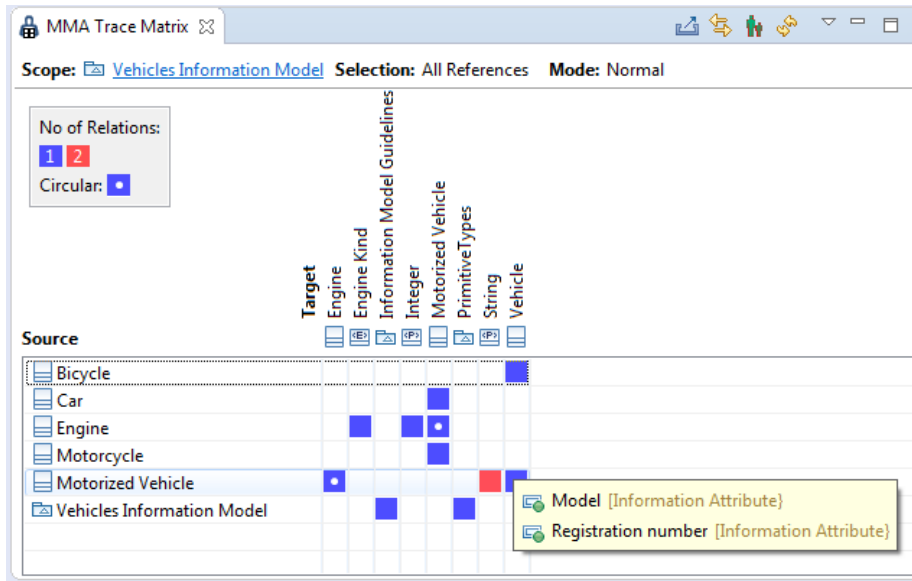 MMA Trace Matrix
Scope: Vehicles Information Model Selection: All References Mode: Normal
No of Relations:
1 2
Circular:
Target
Engine
Engine Kind
Information Model Guidelines
Integer
Motorized Vehicle
PrimitiveTypes
String
Vehicle
Source
<E> <P> <P>
Bicycle
Car
Engine
Motorcycle
Motorized Vehicle
Vehicles Information Model
Model [Information Attribute}
Registration number [Information Attribute}